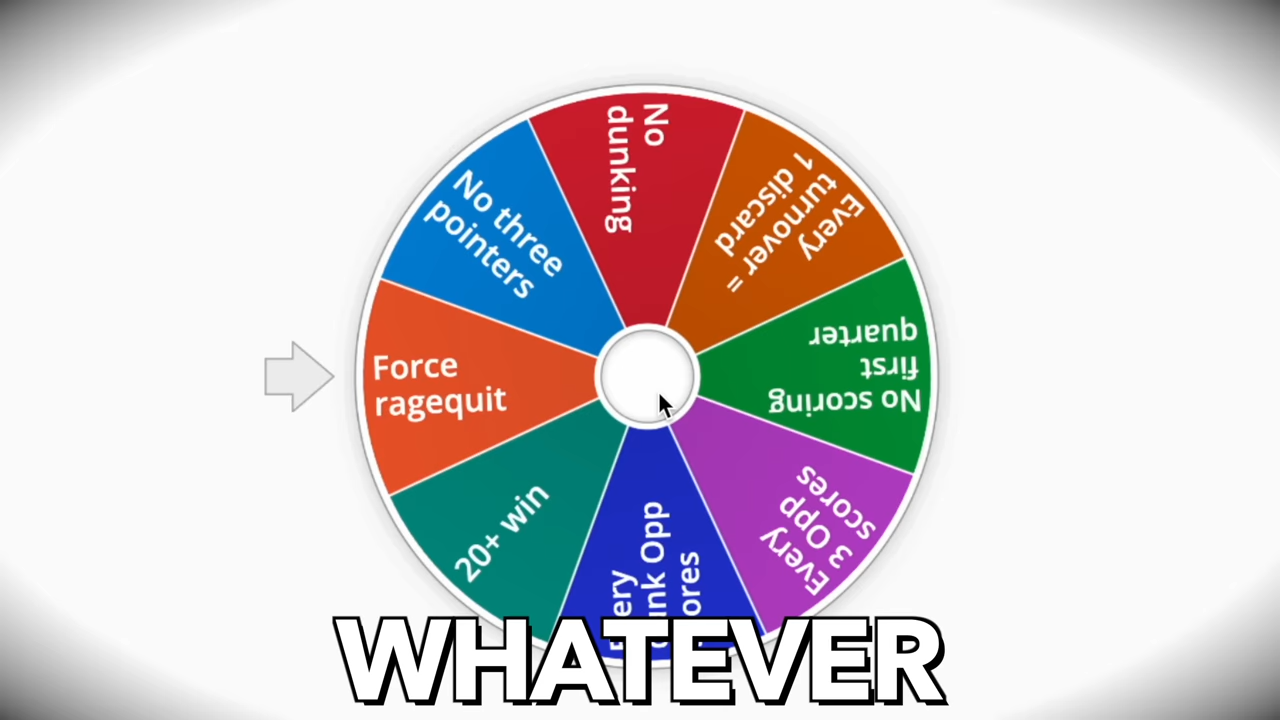 No
dunking
Every
turnover =
1 discard
No scoring
first
quarter
Every
3 Opp
scores
Opp
20+ win
Force
ragequit
No three
pointers
WHATEVER